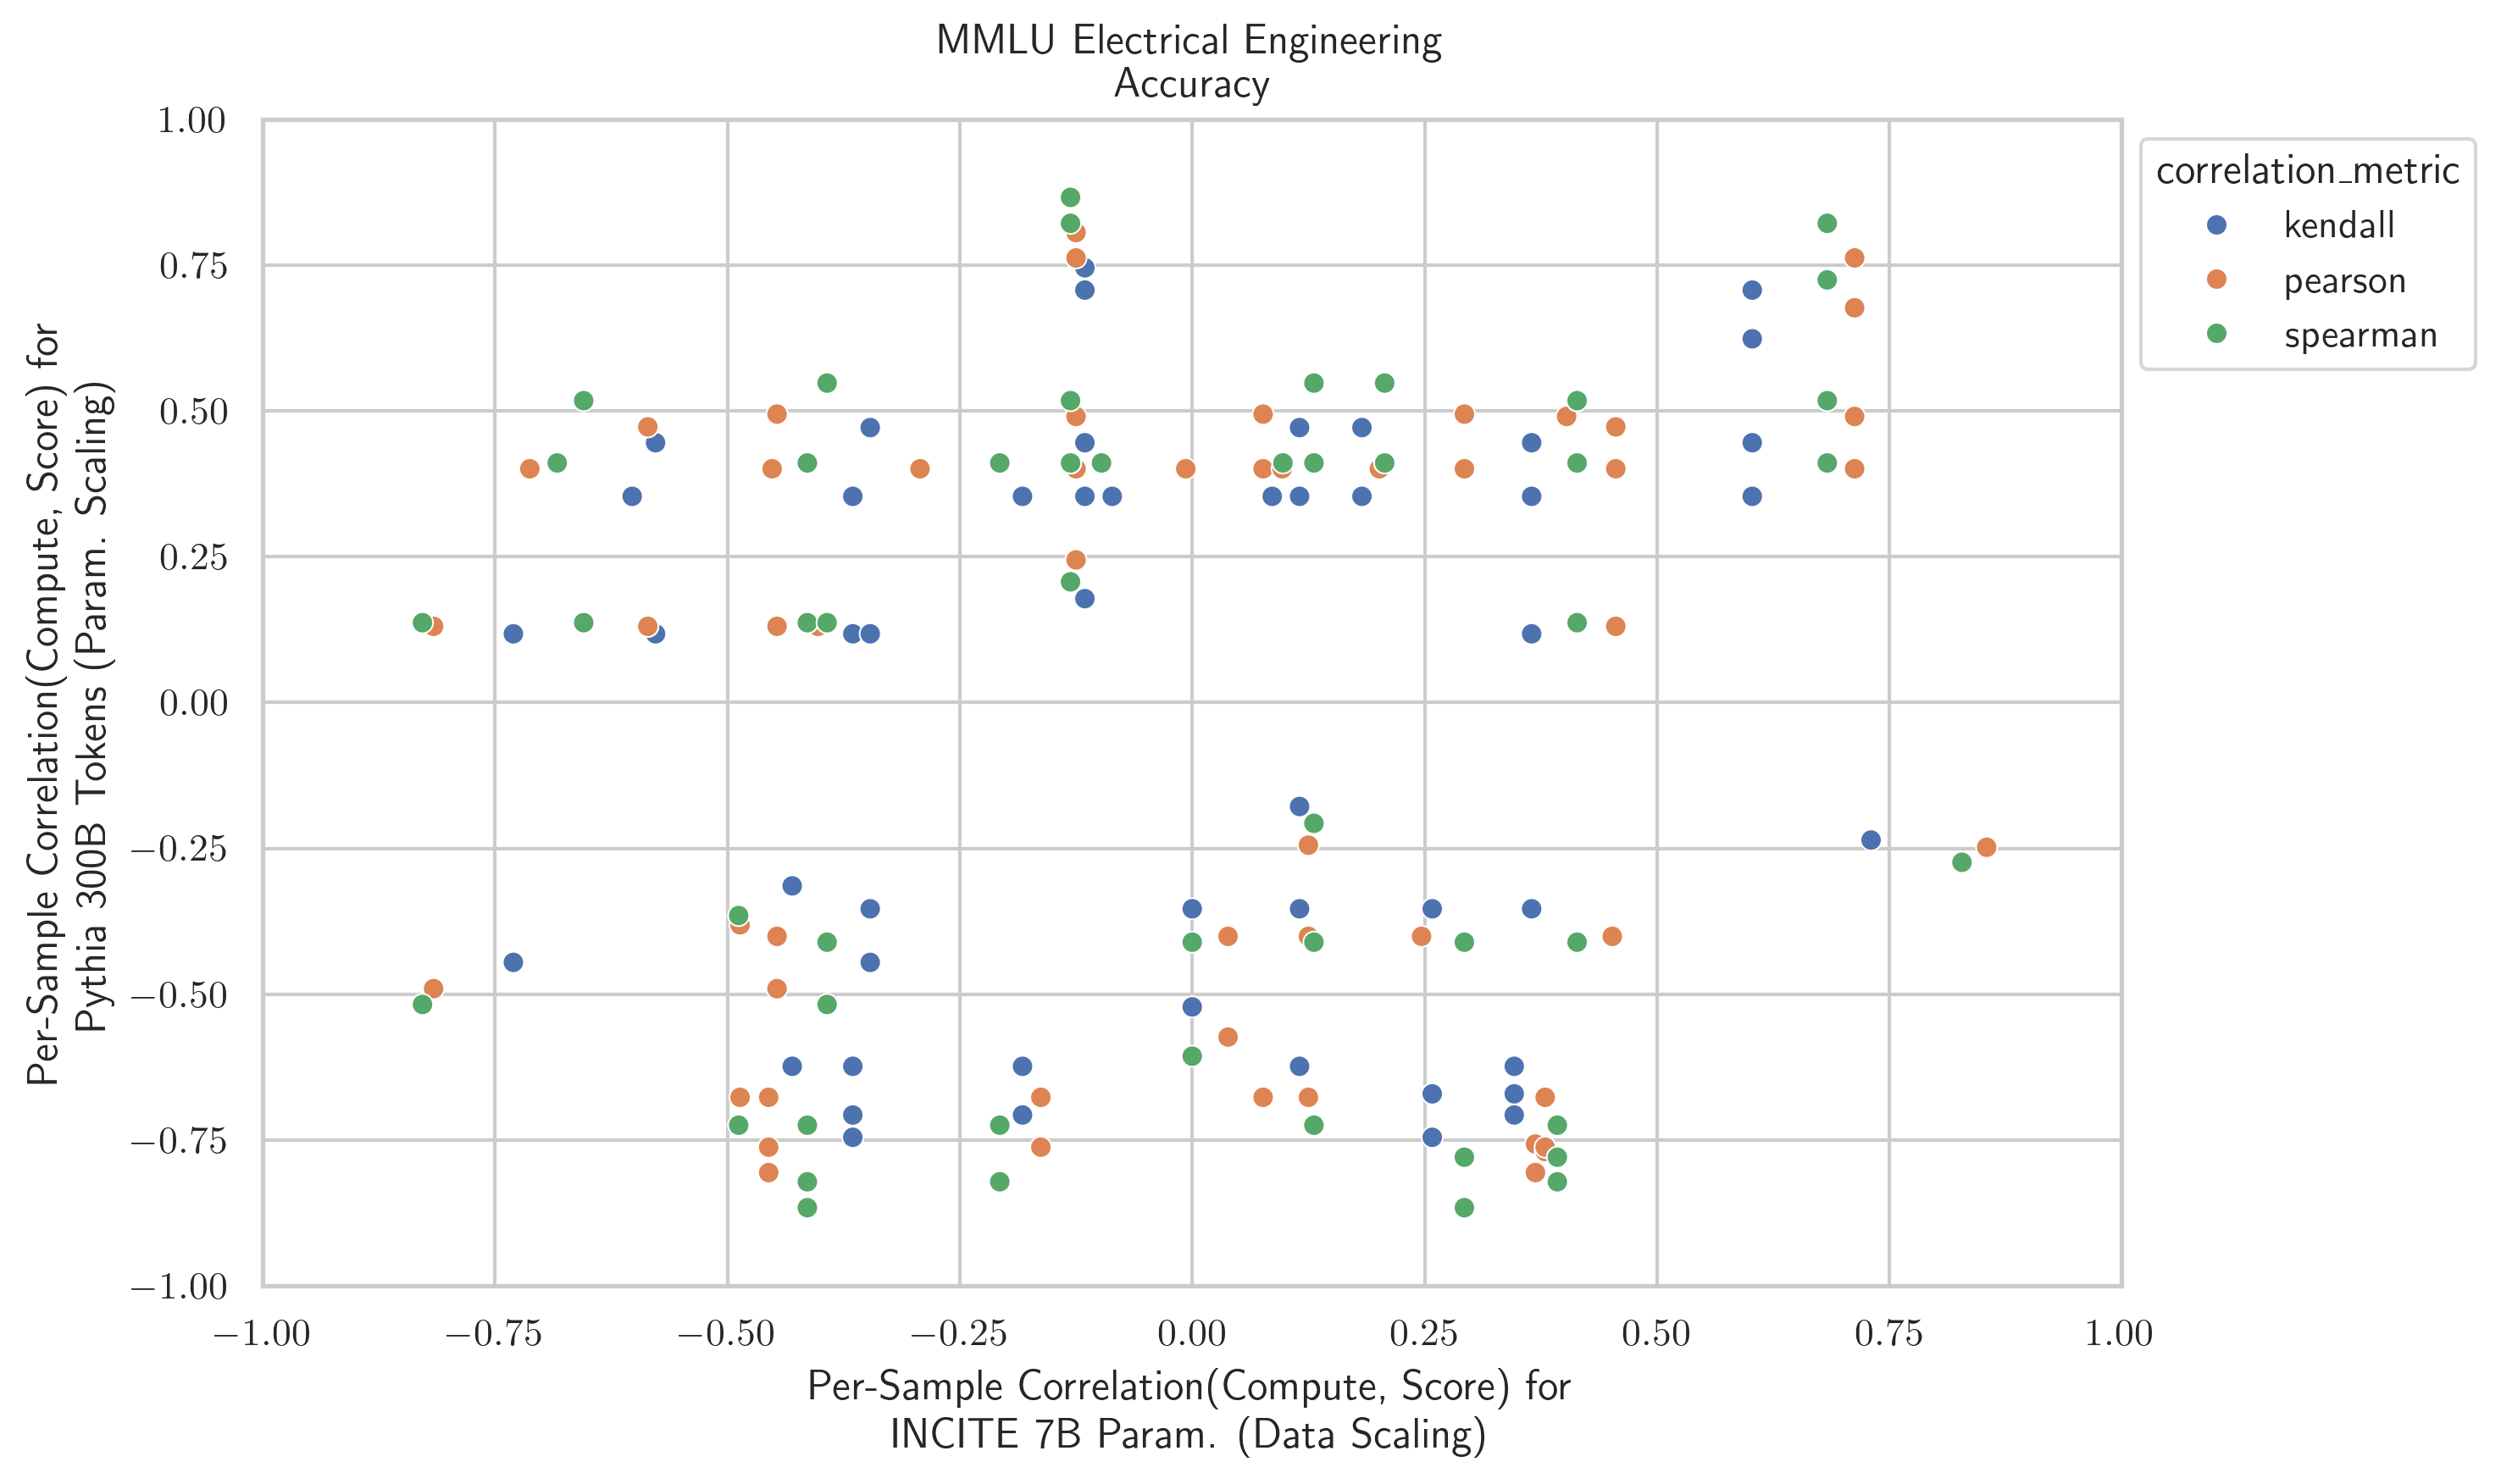 MMLU Electrical Engineering
Accuracy
Per-Sample Correlation(Compute, Score) for
Pythia 300B Tokens (Param. Scaling)
1.00
0.75
0.50
0.25
0.00
−0.25
−0.50
−0.75
−1.00
−1.00 −0.75 −0.50 −0.25 0.00 0.25 0.50 0.75 1.00
Per-Sample Correlation(Compute, Score) for
INCITE 7B Param. (Data Scaling)
correlation_metric
kendall
pearson
spearman